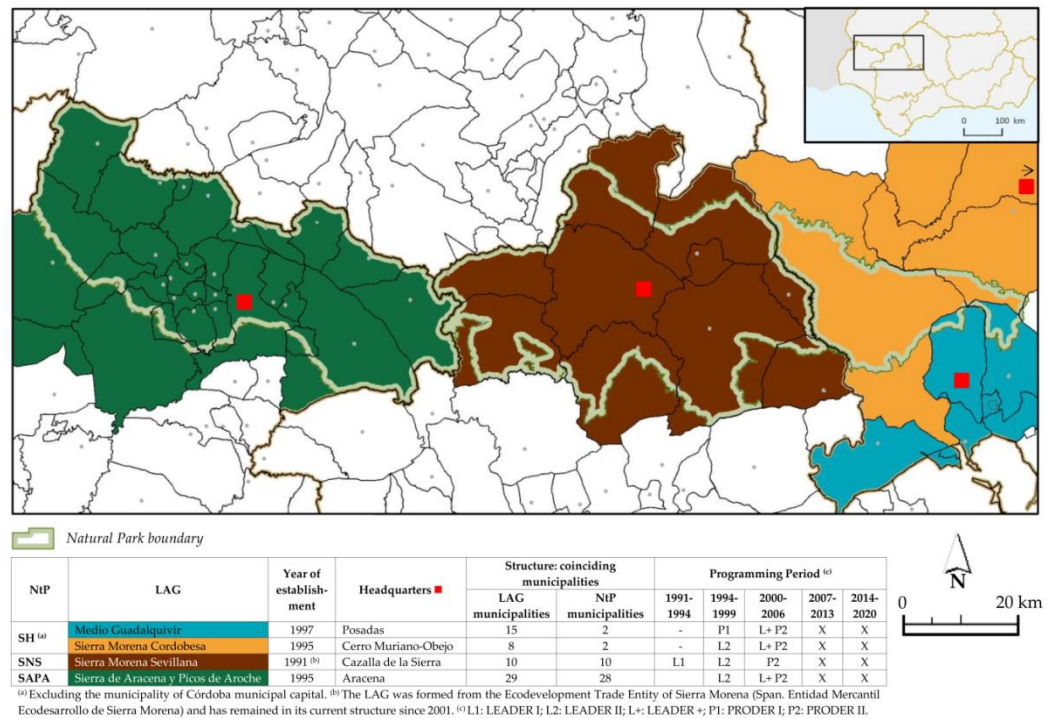 0 100 km
Natural Park boundary
NtP LAG Year of establish- ment Headquarters Structure: coinciding municipalities Programming Period (c)
LAG municipalities NtP municipalities 1991- 1994 1994- 1999 2000- 2006 2007- 2013 2014- 2020
SH (a) Medio Guadalquivir 1997 Posadas 15 2 - P1 L+ P2 X X
Sierra Morena Cordobesa 1995 Cerro Muriano-Obejo 8 2 - L2 L+ P2 X X
SNS Sierra Morena Sevillana 1991 (b) Cazalla de la Sierra 10 10 L1 L2 P2 X X
SAPA Sierra de Aracena y Picos de Aroche 1995 Aracena 29 28 L2 L+ P2 X X
N
0 20 km
(a) Excluding the municipality of Córdoba municipal capital. (b) The LAG was formed from the Ecodevelopment Trade Entity of Sierra Morena (Span. Entidad Mercantil
Ecodesarrollo de Sierra Morena) and has remained in its current structure since 2001. (c) L1: LEADER I; L2: LEADER II; L+: LEADER +; P1: PRODER I; P2: PRODER II.